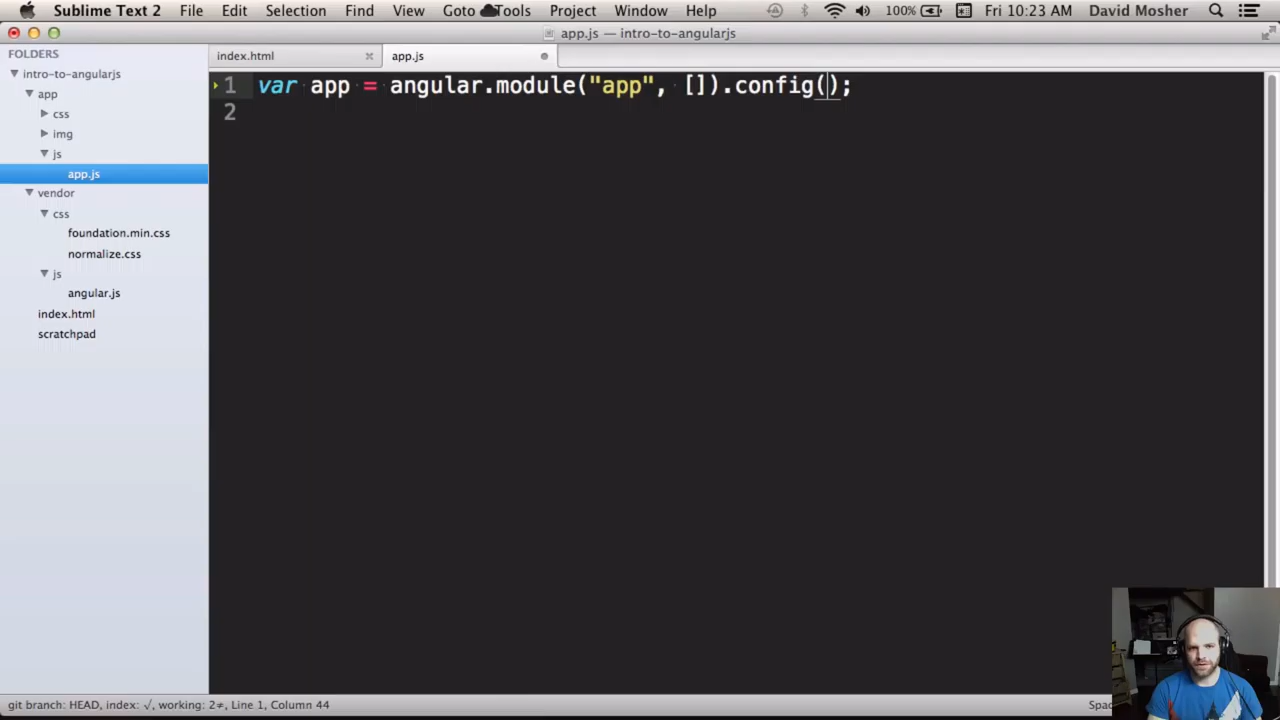 Sublime Text 2 File Edit Selection Find View Goto Tools Project Window Help 100% Fri 10:23 AM David Mosher
app.js — intro-to-angularjs
FOLDERS
intro-to-angularjs
app
css
img
js
app.js
vendor
css
foundation.min.css
normalize.css
js
angular.js
index.html
scratchpad
index.html app.js
1 var app = angular.module("app", []).config();
2
git branch: HEAD, index: √, working: 2≠, Line 1, Column 44